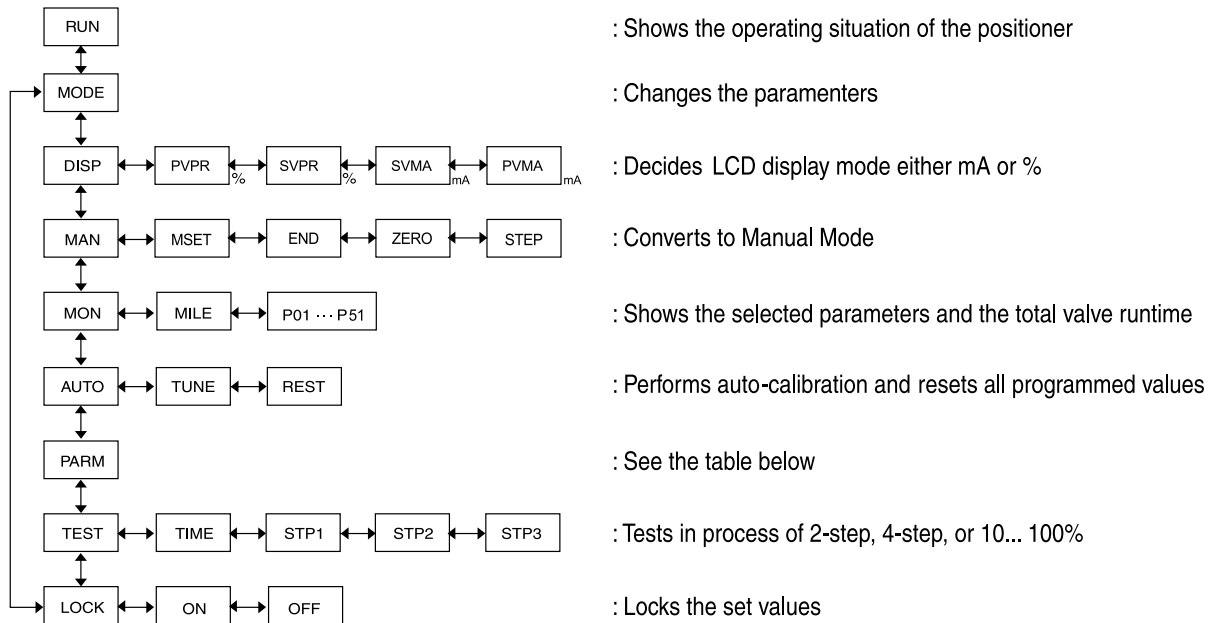 RUN : Shows the operating situation of the positioner
MODE : Changes the paramenters
DISP PVPR % SVPR % SVMA mA PVMA mA : Decides LCD display mode either mA or %
MAN MSET END ZERO STEP : Converts to Manual Mode
MON MILE P01 ··· P51 : Shows the selected parameters and the total valve runtime
AUTO TUNE REST : Performs auto-calibration and resets all programmed values
PARM : See the table below
TEST TIME STP1 STP2 STP3 : Tests in process of 2-step, 4-step, or 10... 100%
LOCK ON OFF : Locks the set values